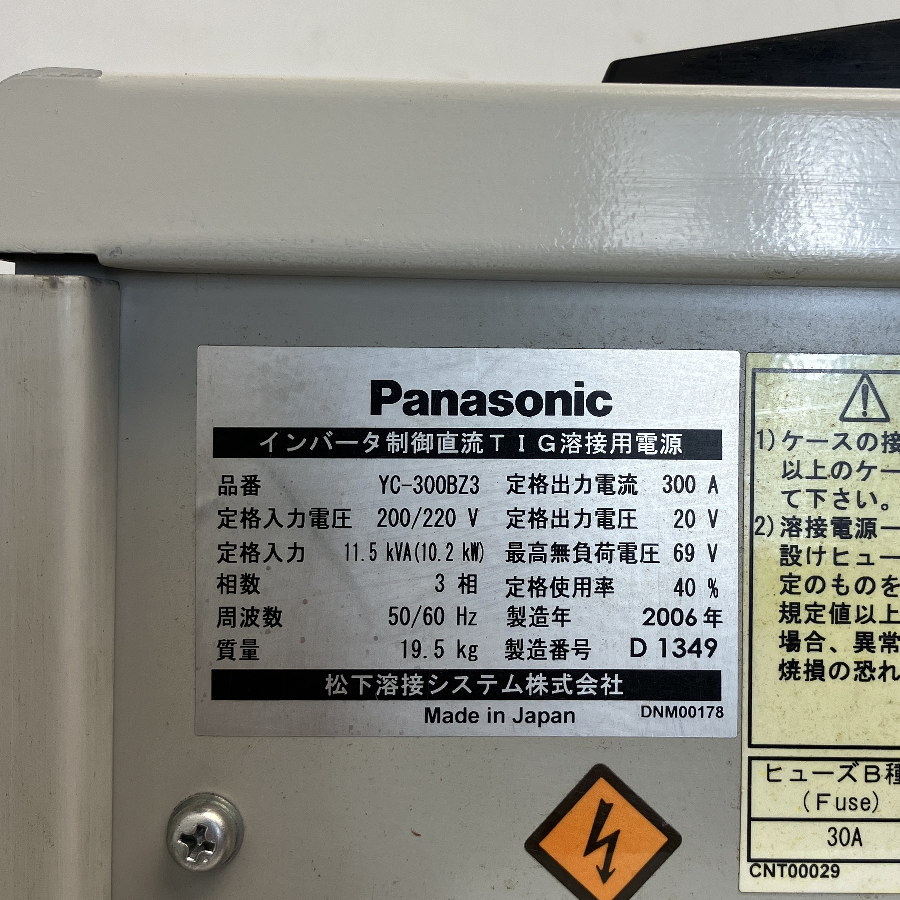 Panasonic
インバータ制御直流TIG溶接用電源
品番 YC-300BZ3 定格出力電流 300 A
定格入力電圧 200/220 V 定格出力電圧 20 V
定格入力 11.5 kVA(10.2 kW) 最高無負荷電圧 69 V
相数 3 相 定格使用率 40 %
周波数 50/60 Hz 製造年 2006年
質量 19.5 kg 製造番号 D 1349
松下溶接システム株式会社
Made in Japan DNM00178
1)ケースの接
以上のケー
て下さい。
2)溶接電源一
設けヒュー
定のものを
規定値以上
場合、異常
焼損の恐れ
ヒューズB種
(Fuse)
30A
CNT00029